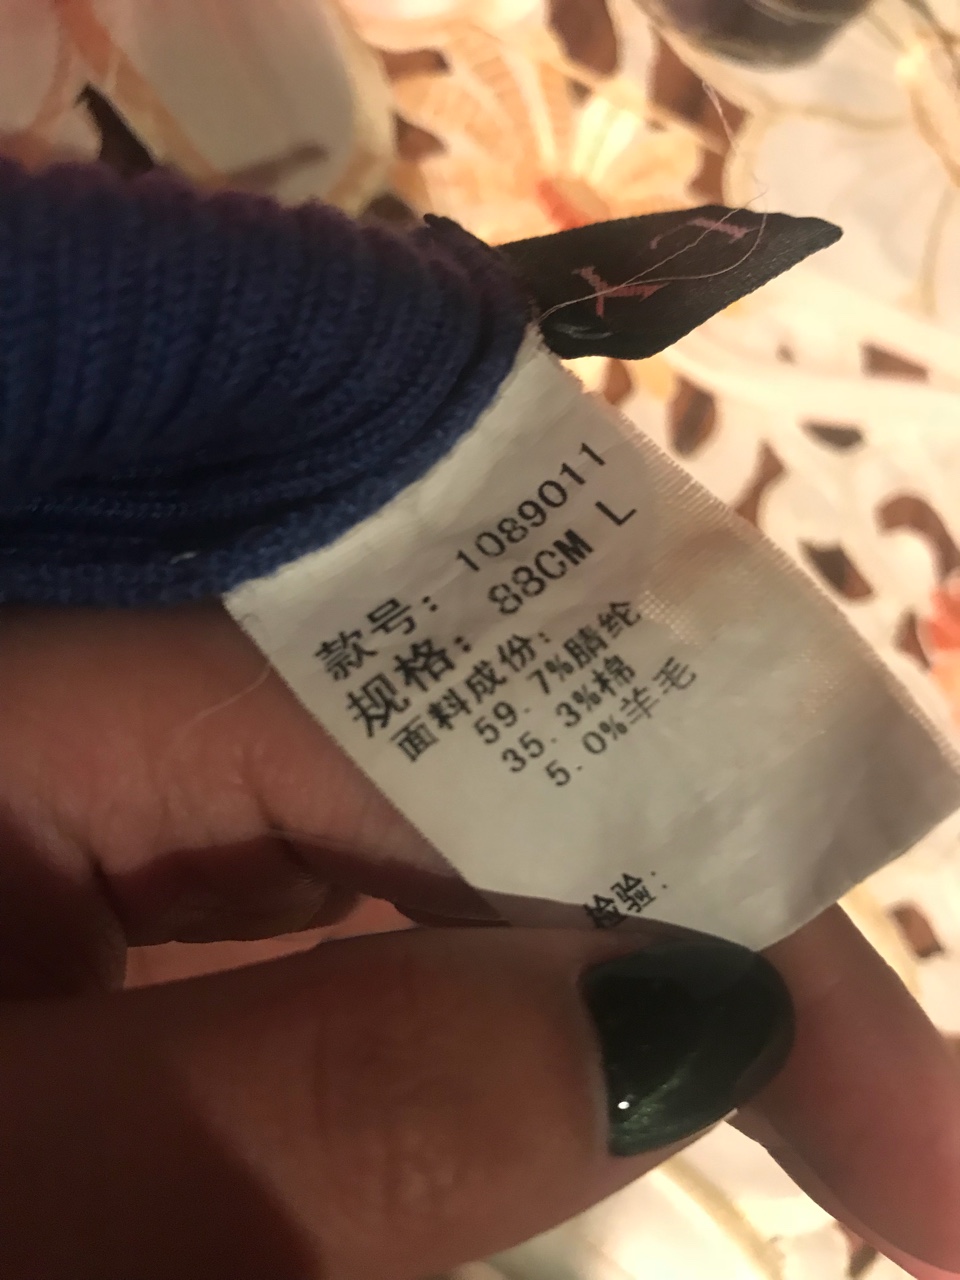 款号: 1089011
规格: 88CM L
面料成份:
59.7%腈纶
35.3%棉
5.0%羊毛
检验: